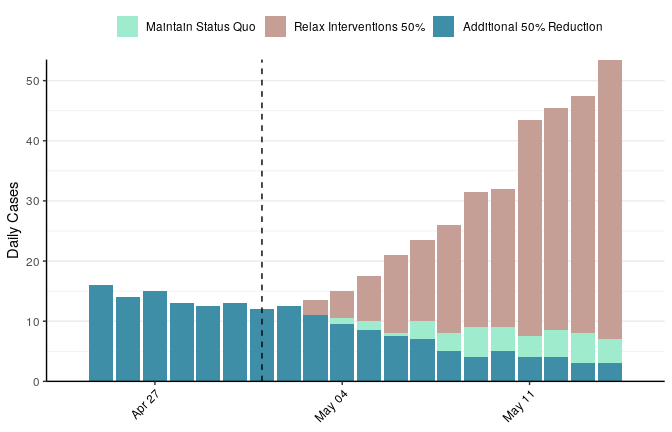 Maintain Status Quo Relax Interventions 50% Additional 50% Reduction
Daily Cases
50
40
30
20
10
0
Apr 27
May 04
May 11